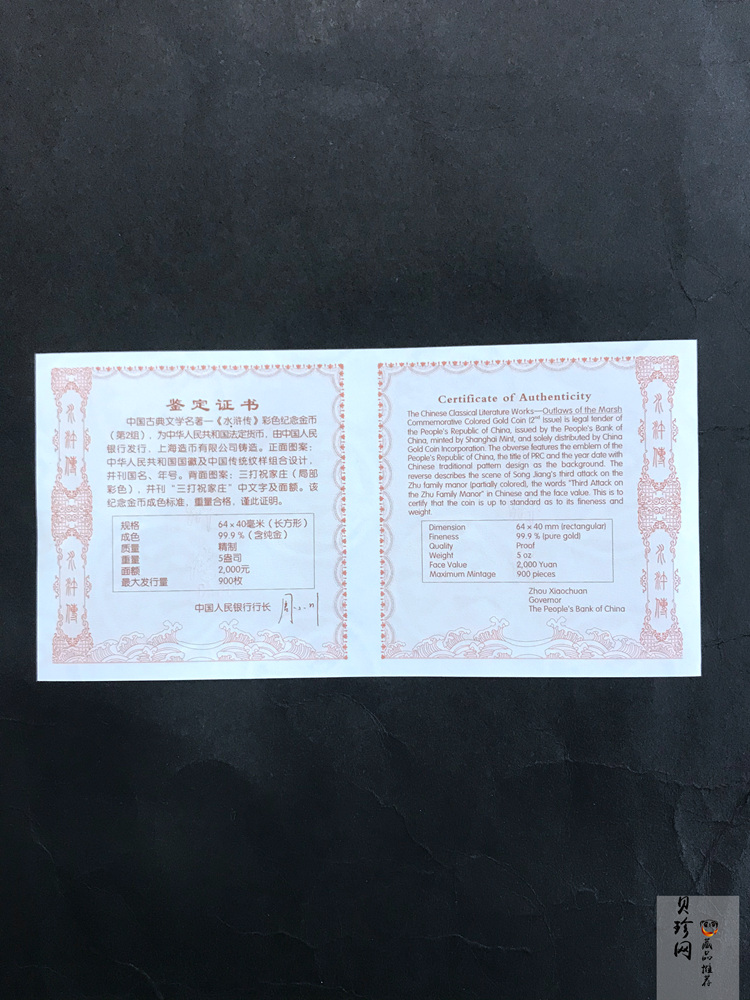 水浒傳
水浒傳
鉴定证书
中国古典文学名著—《水浒传》彩色纪念金币
（第2组），为中华人民共和国法定货币，由中国人民
银行发行，上海造币有限公司铸造。正面图案：
中华人民共和国国徽及中国传统纹样组合设计，
并刊国名、年号。背面图案：三打祝家庄（局部
彩色），并刊“三打祝家庄”中文字及面额。该
纪念金币成色标准，重量合格，谨此证明。
规格 64×40毫米（长方形）
成色 99.9%（含纯金）
质量 精制
重量 5盎司
面额 2,000元
最大发行量 900枚
中国人民银行行长
Certificate of Authenticity
The Chinese Classical Literature Works—Outlaws of the Marsh
Commemorative Colored Gold Coin (2nd Issue) is legal tender of
the People's Republic of China, issued by the People's Bank of
China, minted by Shanghai Mint, and solely distributed by China
Gold Coin Incorporation. The obverse features the emblem of the
People's Republic of China, the title of PRC and the year date with
Chinese traditional pattern design as the background. The
reverse describes the scene of Song Jiang's third attack on the
Zhu family manor (partially colored), the words "Third Attack on
the Zhu Family Manor" in Chinese and the face value. This is to
certify that the coin is up to standard as to its fineness and
weight.
Dimension 64 x 40 mm (rectangular)
Fineness 99.9 % (pure gold)
Quality Proof
Weight 5 oz
Face Value 2,000 Yuan
Maximum Mintage 900 pieces
Zhou Xiaochuan
Governor
The People's Bank of China
水浒傳
水浒傳
贝珍网
藏品推荐